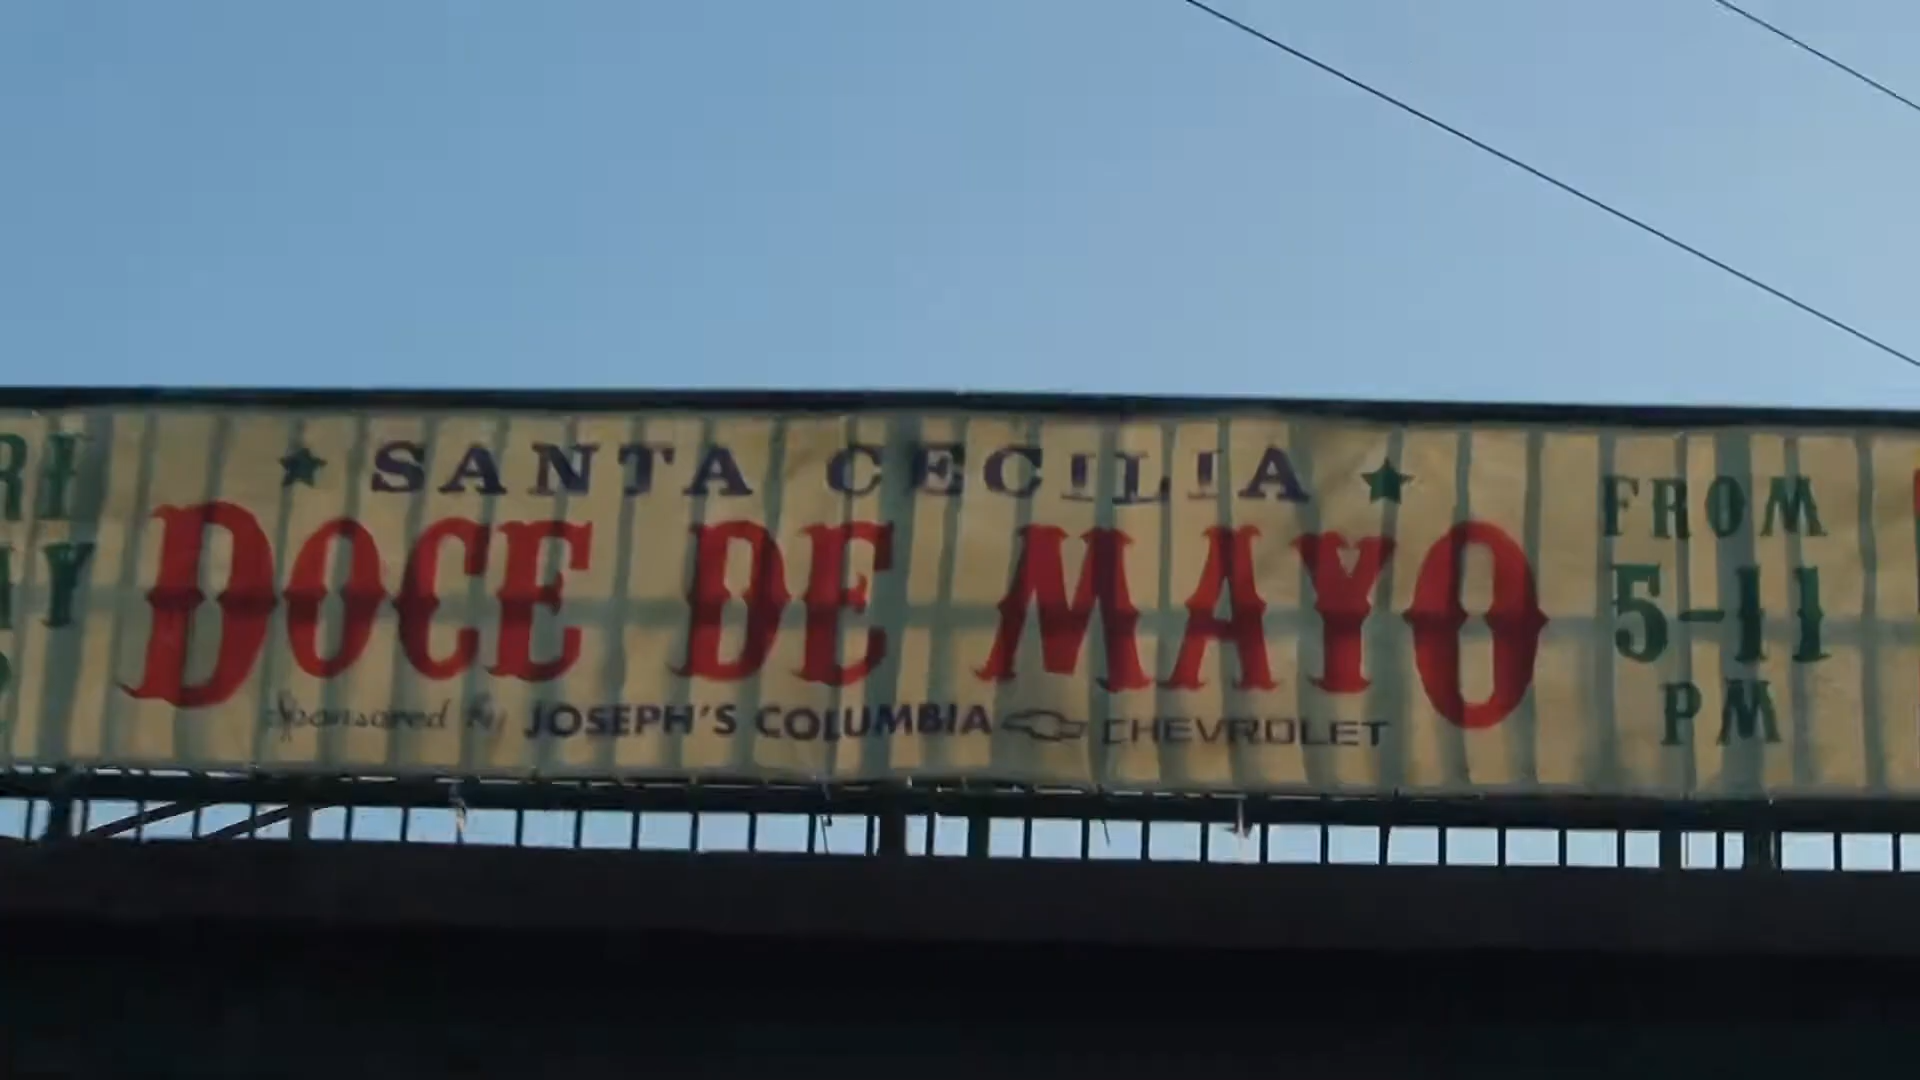 SANTA CECILIA
DOCE DE MAYO
Sponsored by JOSEPH'S COLUMBIA CHEVROLET
FROM
5-11
PM